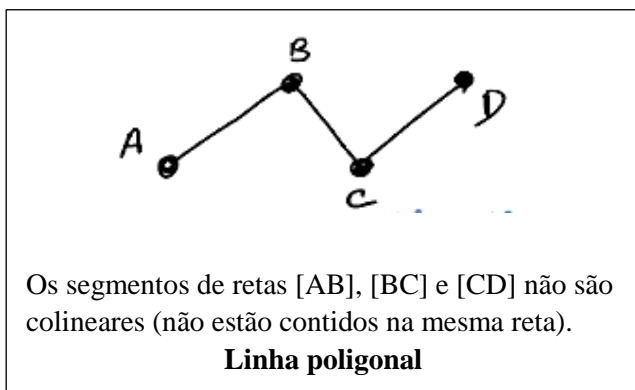 B
A
D
C
Os segmentos de retas [AB], [BC] e [CD] não são
colineares (não estão contidos na mesma reta).
Linha poligonal